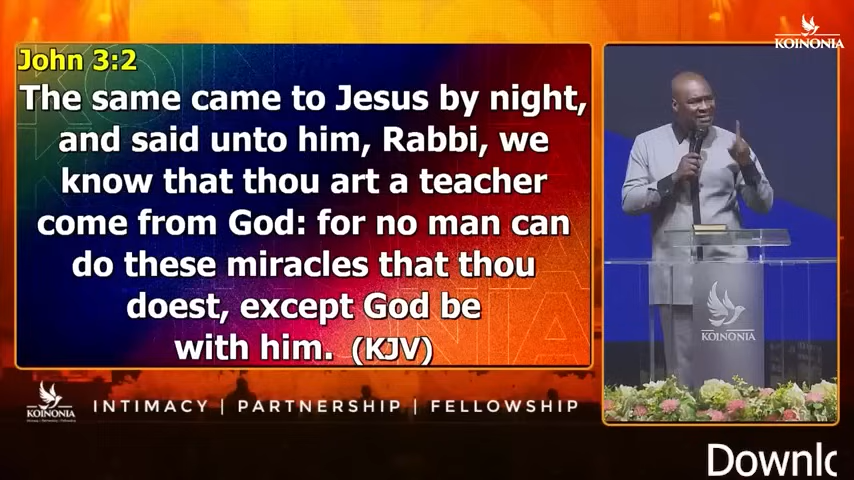 John 3:2
The same came to Jesus by night,
and said unto him, Rabbi, we
know that thou art a teacher
come from God: for no man can
do these miracles that thou
doest, except God be
with him. (KJV)
KOINONIA
KOINONIA
KOINONIA
INTIMACY | PARTNERSHIP | FELLOWSHIP
Downlo